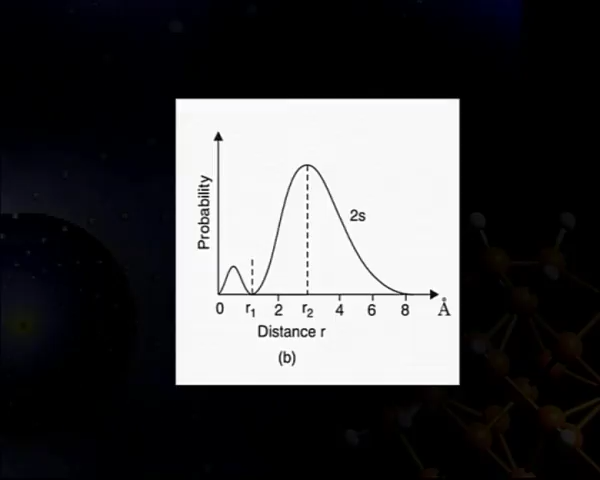 Probability
2s
0 r₁ 2 r₂ 4 6 8 Å
Distance r
(b)